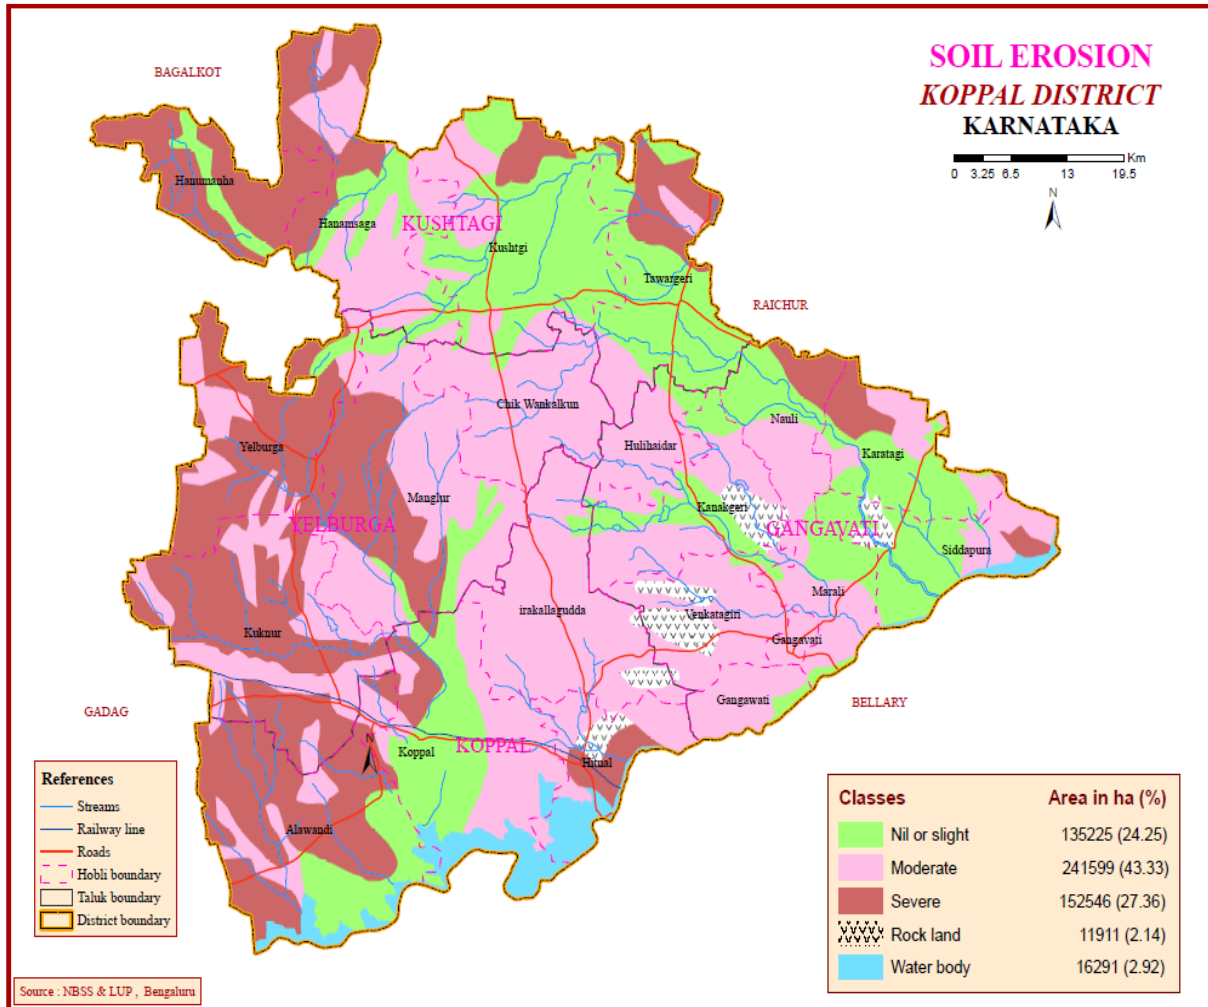 SOIL EROSION
KOPPAL DISTRICT
KARNATAKA
Km
0 3.25 6.5 13 19.5
N
BAGALKOT
Hanumanha
Hanamsaga
KUSHTAGI
Kushtgi
Tawargeri
RAICHUR
Chik Wankalkun
Nauli
Yelburga
Hulihaidar
Karatagi
Manglur
Kanakgeri
YELBURGA
GANGAVATI
Siddapura
Marali
irakallagudda
Venkatagiri
Kuknur
Gangavati
Gangawati
BELLARY
GADAG
N
Koppal
KOPPAL
Hitnal
Alawandi
References
Streams
Railway line
Roads
Hobli boundary
Taluk boundary
District boundary
Classes Area in ha (%)
Nil or slight 135225 (24.25)
Moderate 241599 (43.33)
Severe 152546 (27.36)
Rock land 11911 (2.14)
Water body 16291 (2.92)
Source : NBSS & LUP , Bengaluru